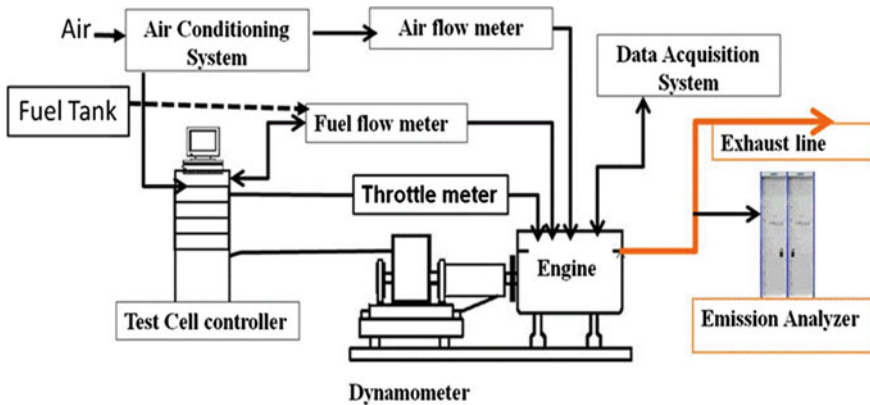 Air
Air Conditioning
System
Air flow meter
Data Acquisition
System
Fuel Tank
Fuel flow meter
Exhaust line
Throttle meter
Engine
Test Cell controller
Emission Analyzer
Dynamometer